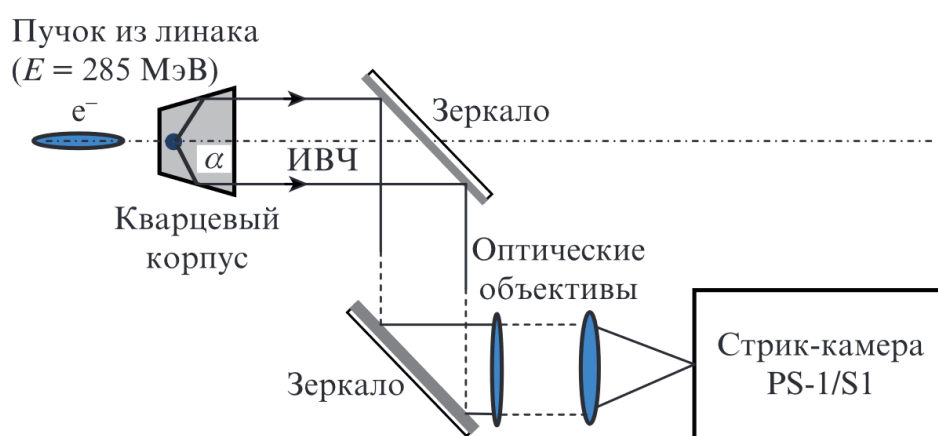 Пучок из линака
(E = 285 МэВ)
e⁻
Зеркало
α
ИВЧ
Кварцевый
корпус
Оптические
объективы
Зеркало
Стрик-камера
PS-1/S1